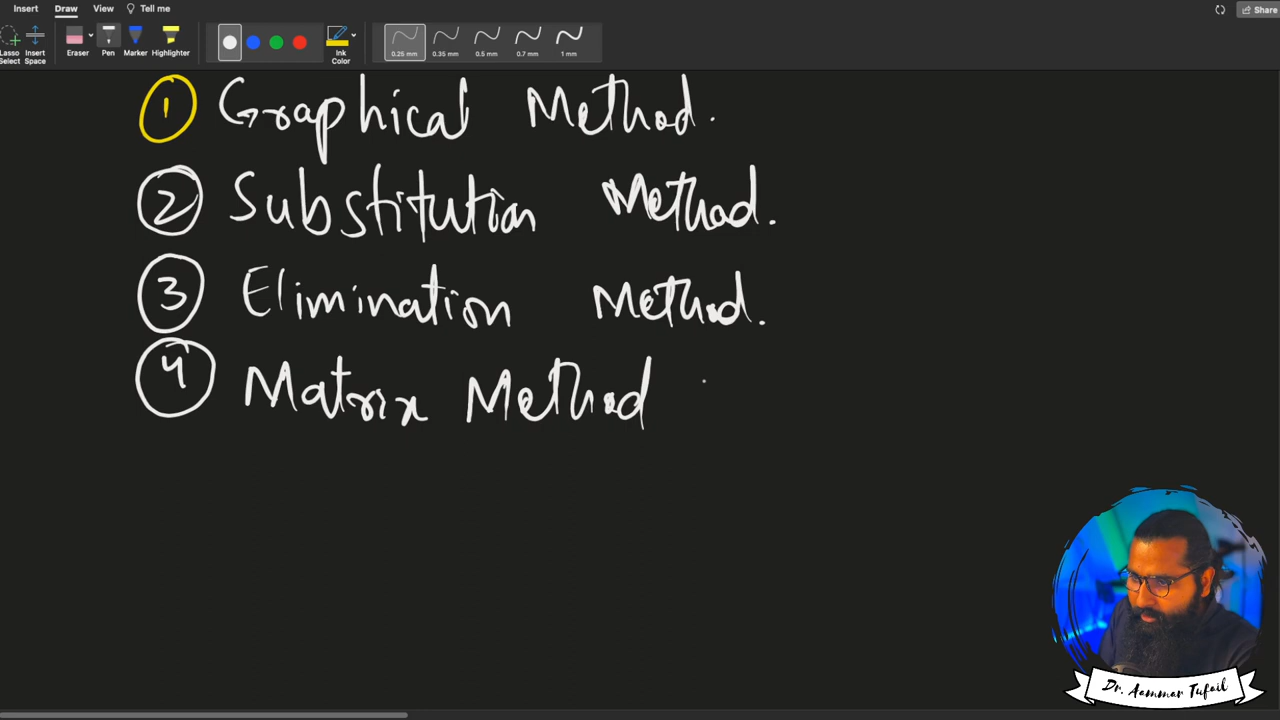 Insert Draw View Tell me
Share
Lasso Select
Insert Space
Eraser
Pen
Marker
Highlighter
Ink Color
0.25 mm
0.35 mm
0.5 mm
0.7 mm
1 mm
1 Graphical Method.
2 Substitution Method.
3 Elimination Method.
4 Matrix Method
Dr. Aammar Tufail